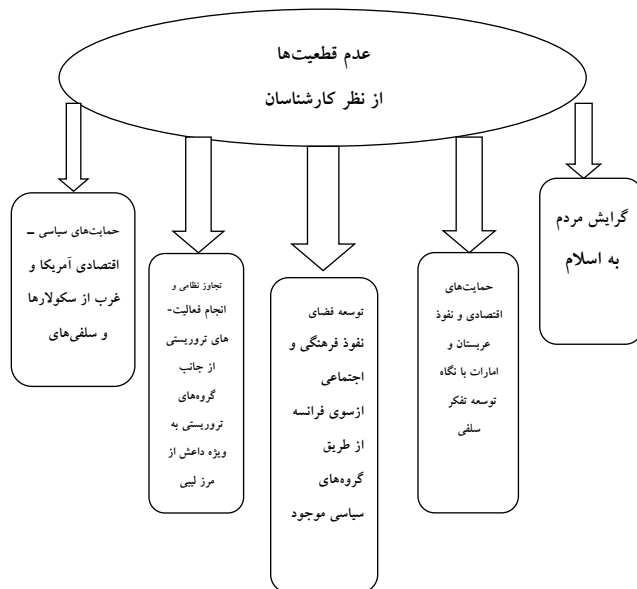 عدم قطعیت‌ها
از نظر کارشناسان
گرایش مردم
به اسلام
حمایت‌های
اقتصادی و نفوذ
عربستان و
امارات با نگاه
توسعه تفکر
سلفی
توسعه فضای
نفوذ فرهنگی و
اجتماعی
ازسوی فرانسه
از طریق
گروه‌های
سیاسی موجود
تجاوز نظامی و
انجام فعالیت-
های تروریستی
از جانب
گروه‌های
تروریستی به
ویژه داعش از
مرز لیبی
حمایت‌های سیاسی –
اقتصادی آمریکا و
غرب از سکولارها
و سلفی‌های